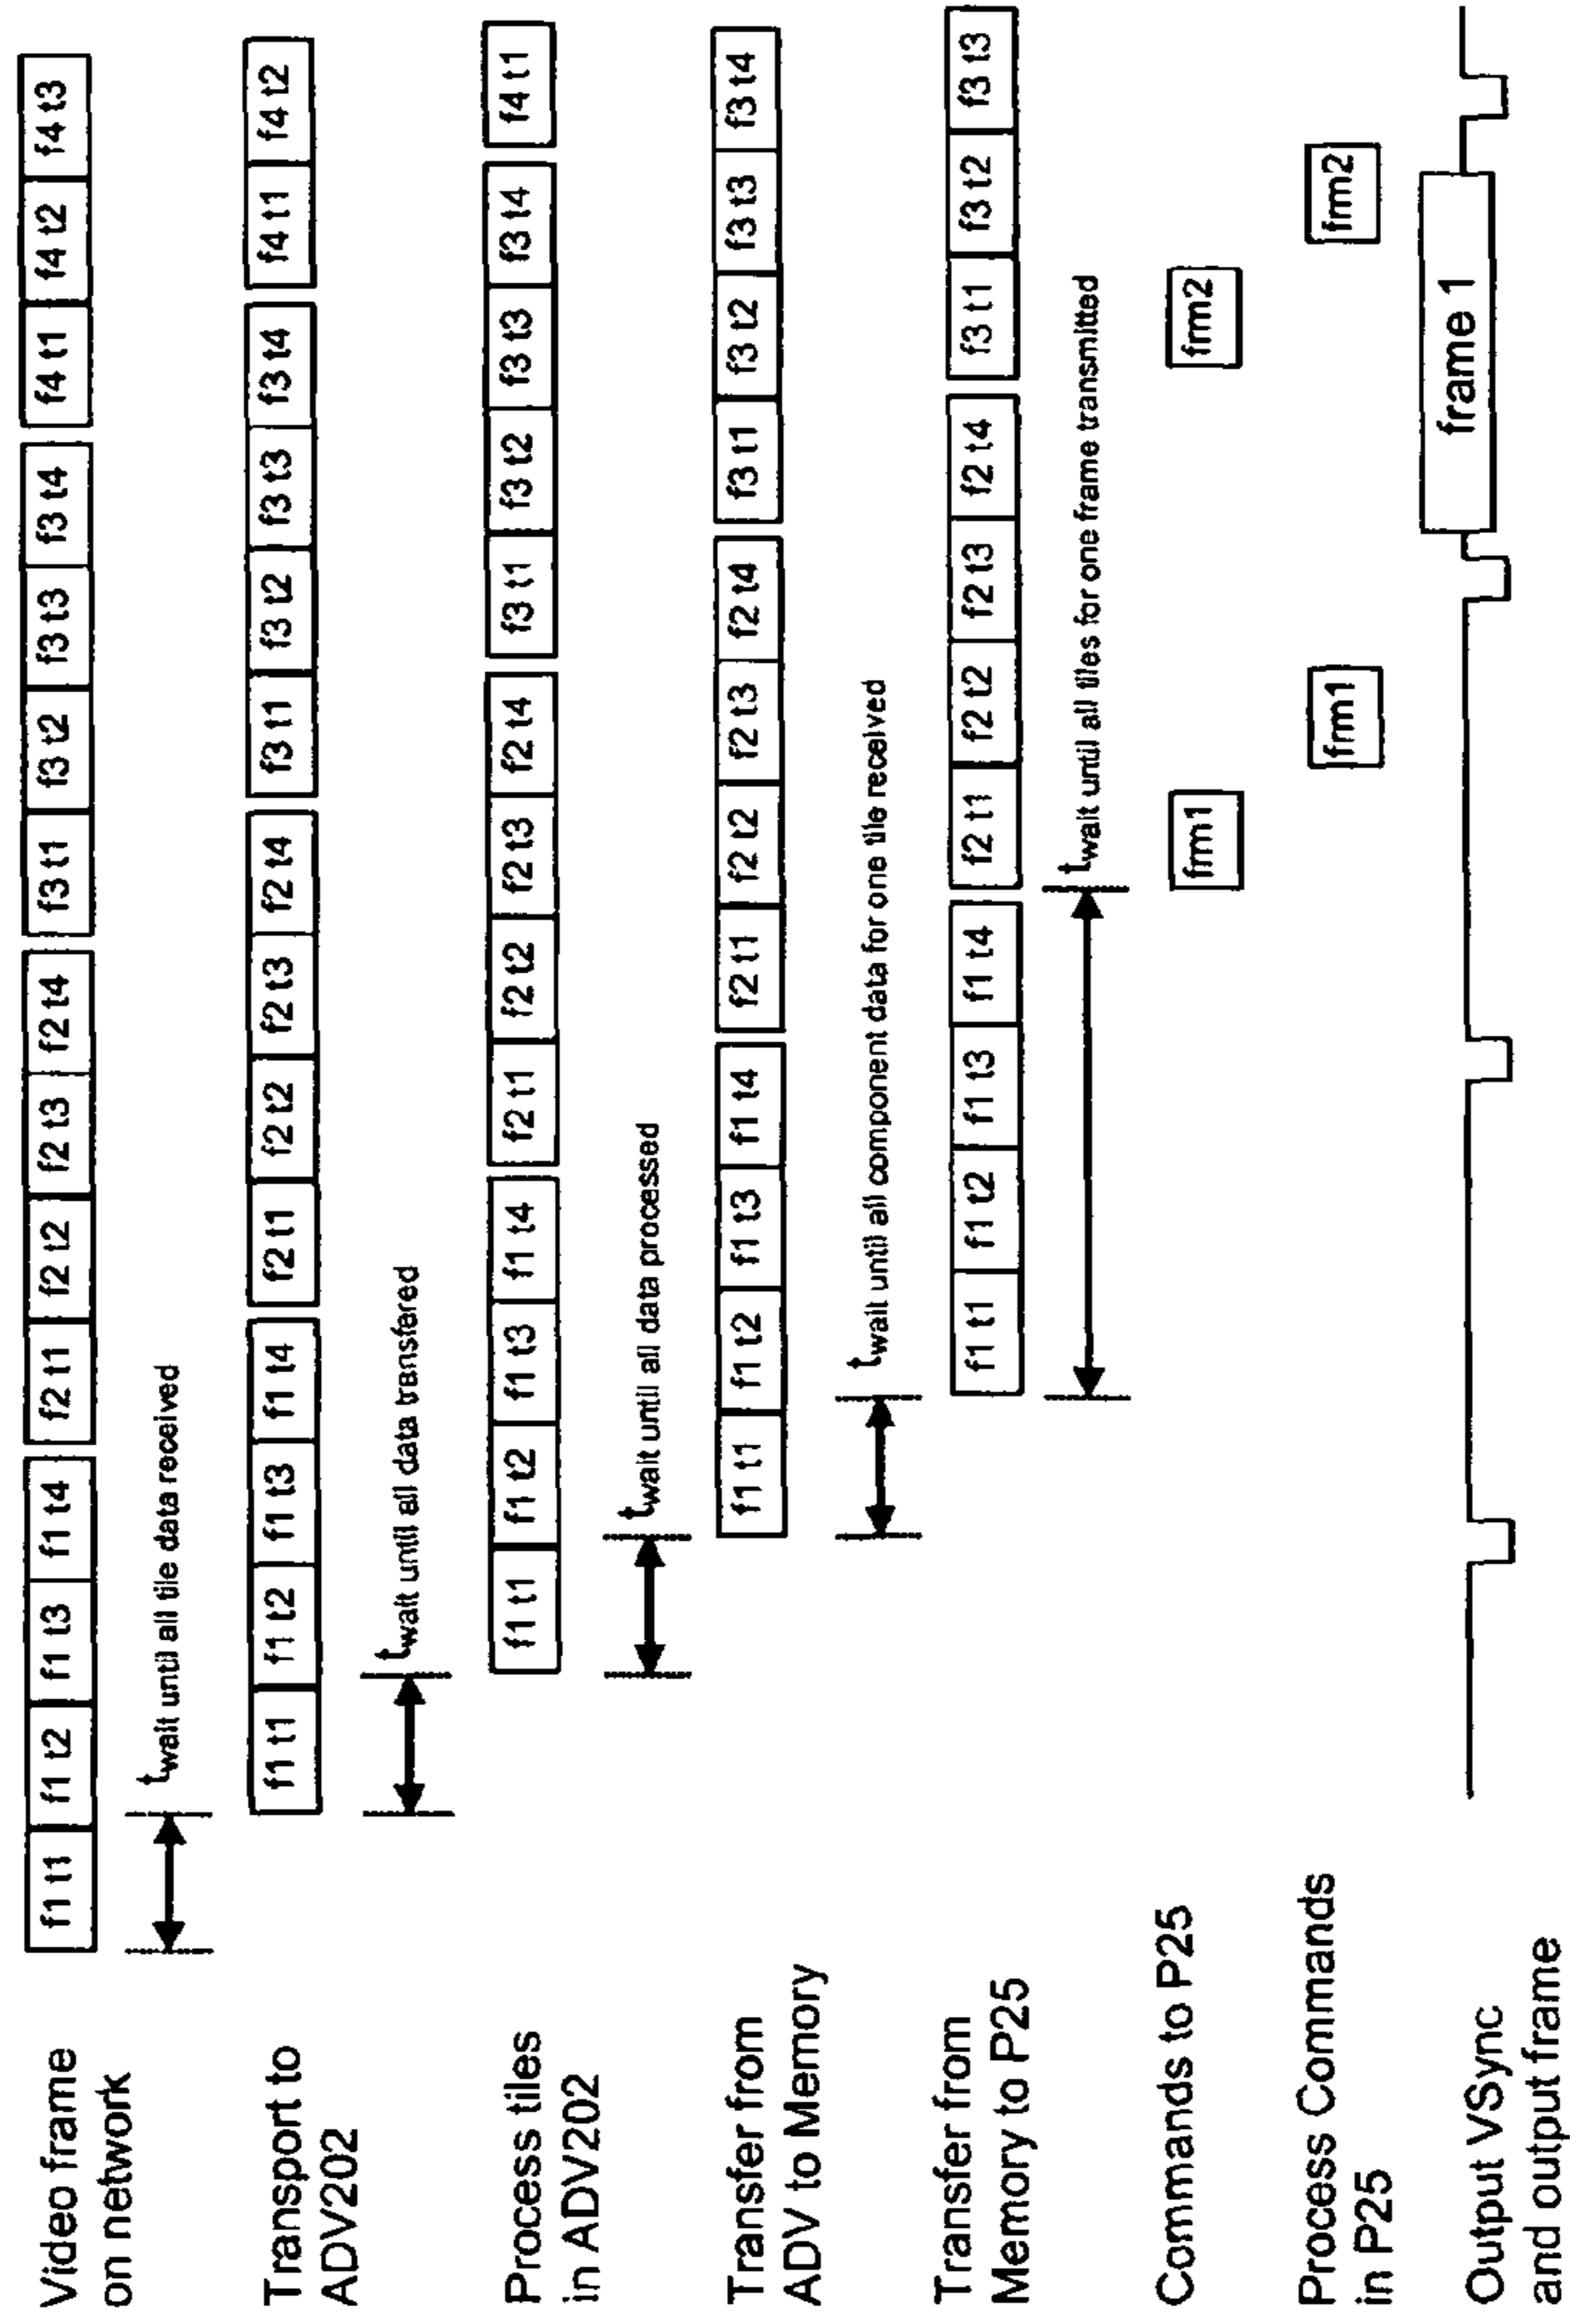 Video frame
on network
f1 t1 f1 t2 f1 t3 f1 t4 f2 t1 f2 t2 f2 t3 f2 t4 f3 t1 f3 t2 f3 t3 f3 t4 f4 t1 f4 t2 f4 t3
twait until all tile data received
Transport to
ADV202
f1 t1 f1 t2 f1 t3 f1 t4 f2 t1 f2 t2 f2 t3 f2 t4 f3 t1 f3 t2 f3 t3 f3 t4 f4 t1 f4 t2
twait until all data transfered
Process tiles
in ADV202
f1 t1 f1 t2 f1 t3 f1 t4 f2 t1 f2 t2 f2 t3 f2 t4 f3 t1 f3 t2 f3 t3 f3 t4 f4 t1
twait until all data processed
Transfer from
ADV to Memory
f1 t1 f1 t2 f1 t3 f1 t4 f2 t1 f2 t2 f2 t3 f2 t4 f3 t1 f3 t2 f3 t3 f3 t4
twait until all component data for one tile received
Transfer from
Memory to P25
f1 t1 f1 t2 f1 t3 f1 t4 f2 t1 f2 t2 f2 t3 f2 t4 f3 t1 f3 t2 f3 t3
twait until all tiles for one frame transmitted
Commands to P25
frm1 frm2
Process Commands
in P25
frm1 frm2
Output VSync
and output frame
frame 1